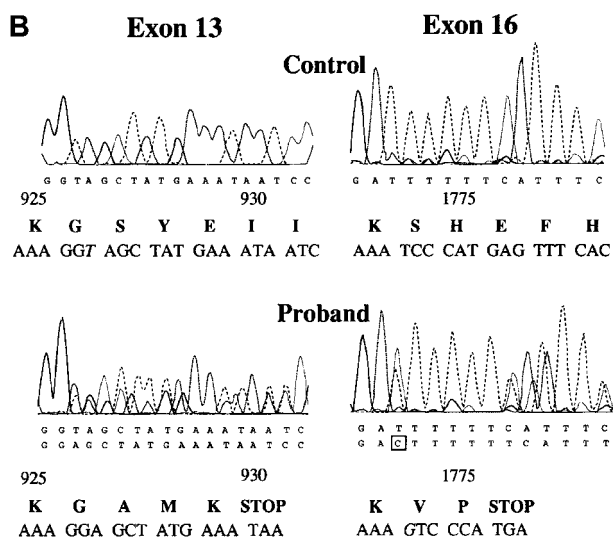 B
Exon 13
Exon 16
Control
G G T A G C T A T G A A A T A A T C C
G A T T T T T T C A T T T C
925
930
1775
K G S Y E I I
K S H E F H
AAA GGT AGC TAT GAA ATA ATC
AAA TCC CAT GAG TTT CAC
Proband
G G T A G C T A T G A A A T A A T C
G G A G C T A T G A A A T A A T C C
G A T T T T T T C A T T T C
G A C T T T T T T C A T T T
925
930
1775
K G A M K STOP
K V P STOP
AAA GGA GCT ATG AAA TAA
AAA GTC CCA TGA